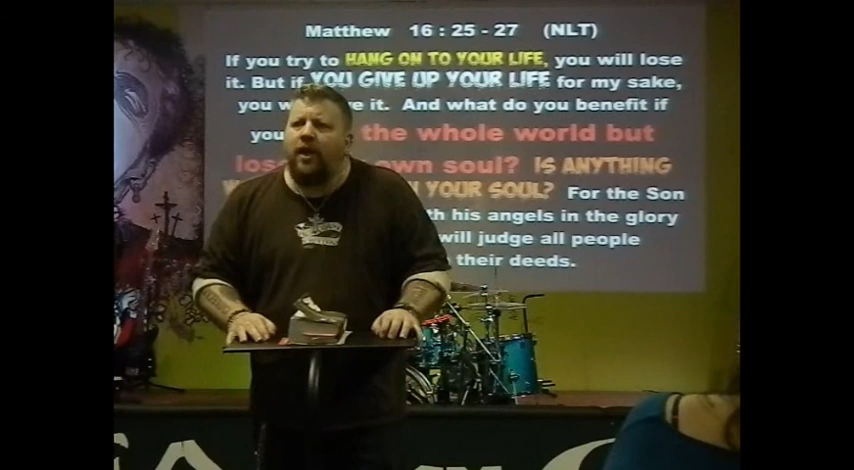 Matthew 16 : 25 - 27 (NLT)
If you try to HANG ON TO YOUR LIFE, you will lose
it. But if YOU GIVE UP YOUR LIFE for my sake,
you it. And what do you benefit if
you the whole world but
own soul? IS ANYTHING
YOUR SOUL? For the Son
his angels in the glory
will judge all people
their deeds.